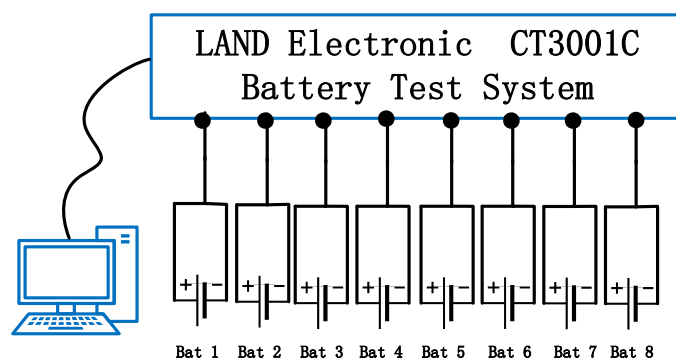 LAND Electronic CT3001C
Battery Test System
+ − + − + − + − + − + − + − + −
Bat 1 Bat 2 Bat 3 Bat 4 Bat 5 Bat 6 Bat 7 Bat 8